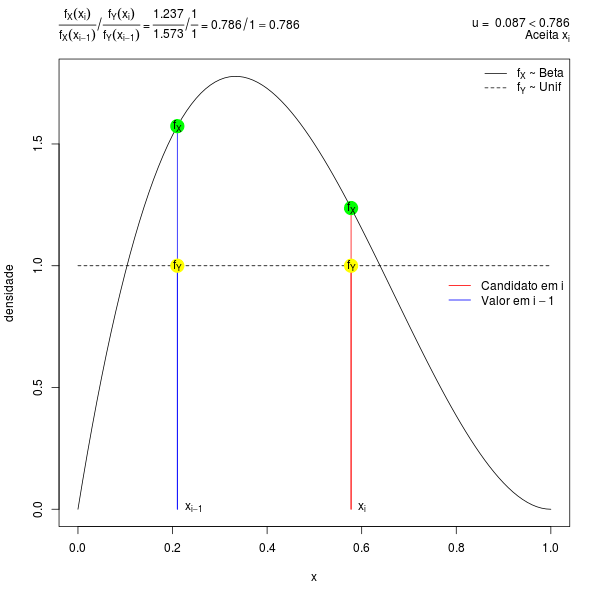 fX(xi)/fX(xi−1) / fY(xi)/fY(xi−1) = 1.237/1.573 / 1/1 = 0.786/1 = 0.786
u = 0.087 < 0.786
Aceita xi
fX ~ Beta
fY ~ Unif
fX
fX
fY
fY
Candidato em i
Valor em i − 1
xi−1
xi
densidade
0.0
0.5
1.0
1.5
0.0 0.2 0.4 0.6 0.8 1.0
x